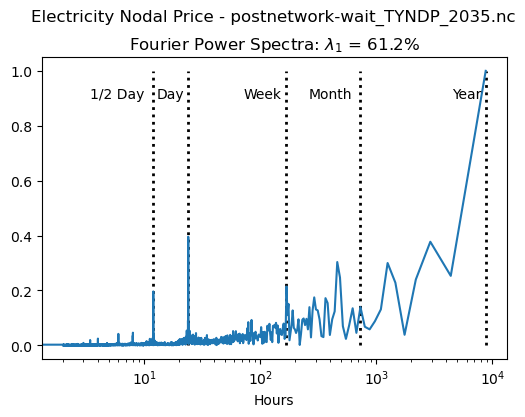 Electricity Nodal Price - postnetwork-wait_TYNDP_2035.nc
Fourier Power Spectra: λ₁ = 61.2%
1.0
1/2 Day Day Week Month Year
0.8
0.6
0.4
0.2
0.0
10¹ 10² 10³ 10⁴
Hours